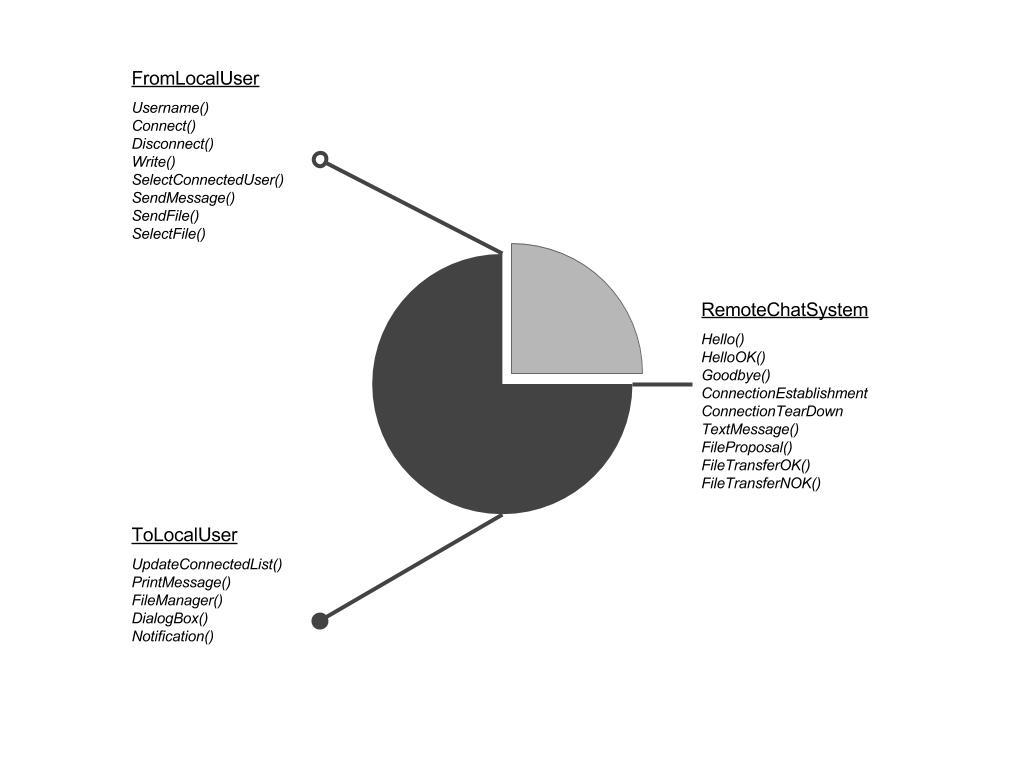 FromLocalUser
Username()
Connect()
Disconnect()
Write()
SelectConnectedUser()
SendMessage()
SendFile()
SelectFile()
RemoteChatSystem
Hello()
HelloOK()
Goodbye()
ConnectionEstablishment
ConnectionTearDown
TextMessage()
FileProposal()
FileTransferOK()
FileTransferNOK()
ToLocalUser
UpdateConnectedList()
PrintMessage()
FileManager()
DialogBox()
Notification()